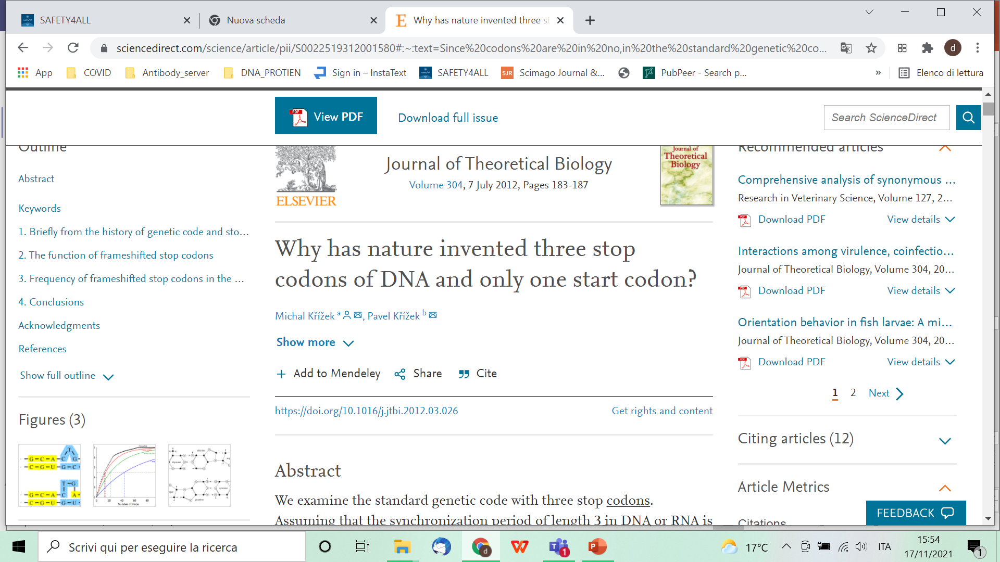 SAFETY4ALL
Nuova scheda
Why has nature invented three st
sciencedirect.com/science/article/pii/S0022519312001580#:~:text=Since%20codons%20are%20in%20no,in%20the%20standard%20genetic%20co...
App
COVID
Antibody_server
DNA_PROTIEN
Sign in – InstaText
SAFETY4ALL
SJR
Scimago Journal &...
PubPeer - Search p...
»
Elenco di lettura
View PDF
Download full issue
Search ScienceDirect
Outline
Abstract
Keywords
1. Briefly from the history of genetic code and sto...
2. The function of frameshifted stop codons
3. Frequency of frameshifted stop codons in the ...
4. Conclusions
Acknowledgments
References
Show full outline
Figures (3)
G C A C T G
C G U G C
T G
G C A C A
C G U G U
Number of steps
ELSEVIER
Journal of Theoretical Biology
Volume 304, 7 July 2012, Pages 183-187
Journal of
Theoretical
Biology
Why has nature invented three stop
codons of DNA and only one start codon?
Michal Křížek a, Pavel Křížek b
Show more
Add to Mendeley
Share
Cite
https://doi.org/10.1016/j.jtbi.2012.03.026
Get rights and content
Abstract
We examine the standard genetic code with three stop codons.
Assuming that the synchronization period of length 3 in DNA or RNA is
Recommended articles
Comprehensive analysis of synonymous ...
Research in Veterinary Science, Volume 127, 2...
Download PDF
View details
Interactions among virulence, coinfectio...
Journal of Theoretical Biology, Volume 304, 20...
Download PDF
View details
Orientation behavior in fish larvae: A mi...
Journal of Theoretical Biology, Volume 304, 20...
Download PDF
View details
1 2 Next
Citing articles (12)
Article Metrics
Citations
FEEDBACK
Scrivi qui per eseguire la ricerca
17°C
ITA
15:54
17/11/2021
1